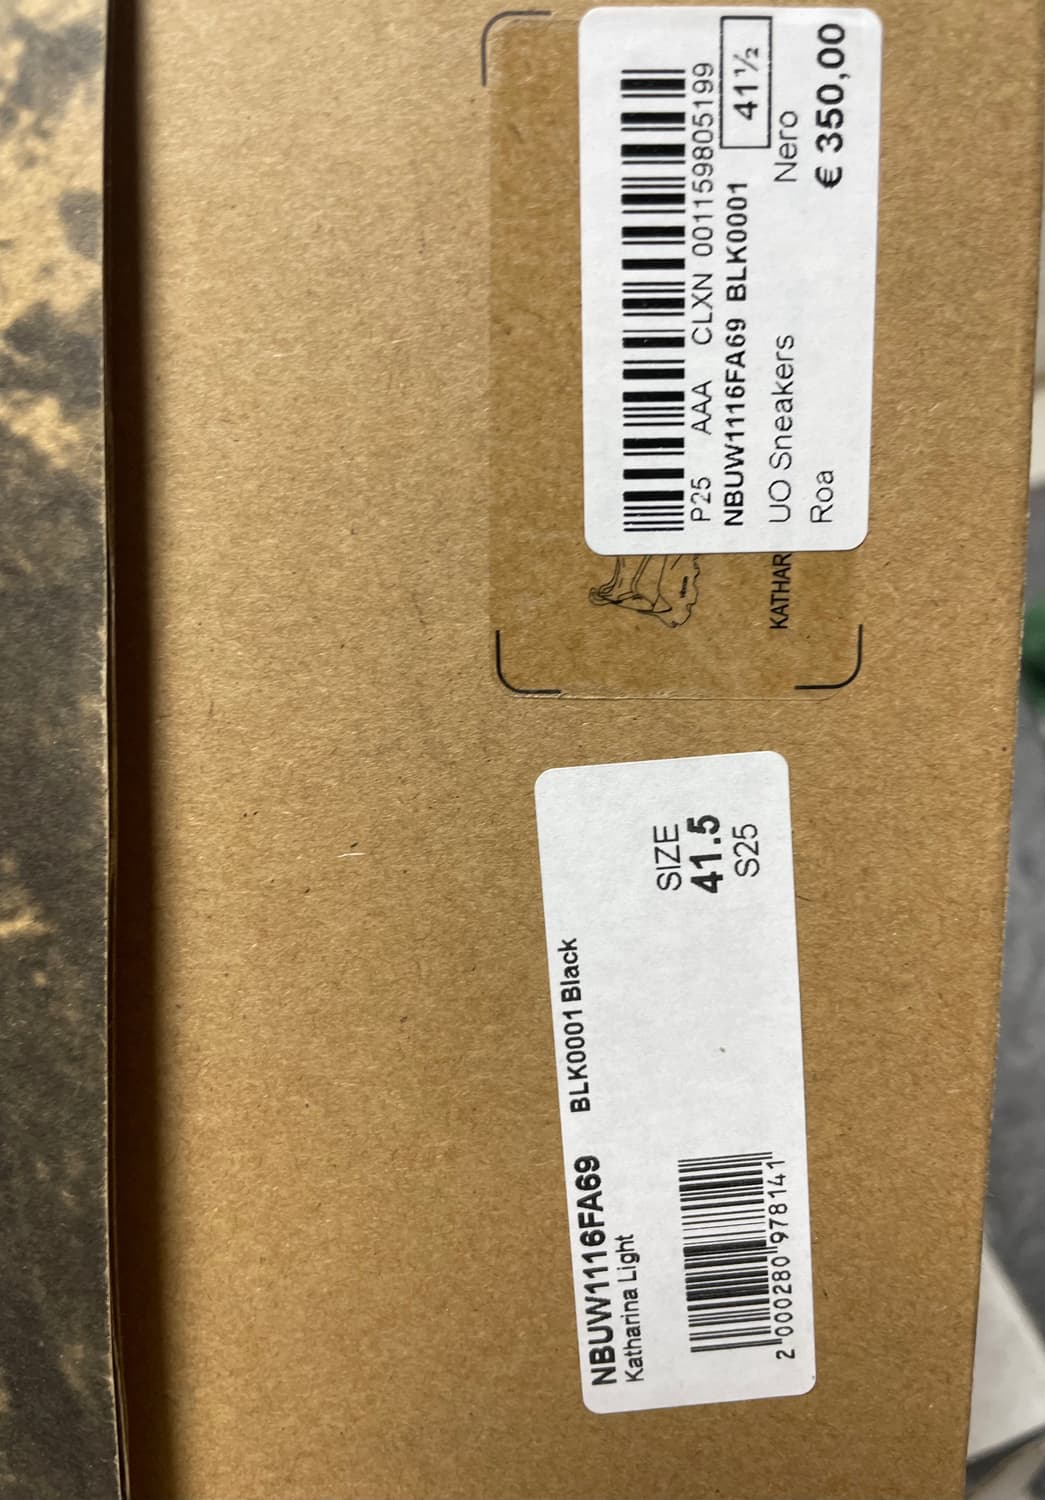 P25 AAA CLXN 001159805199
NBUW1116FA69 BLK0001 41½
UO Sneakers Nero
Roa € 350,00
KATHAR
NBUW1116FA69 BLK0001 Black
Katharina Light
SIZE
41.5
S25
2 000280 978141